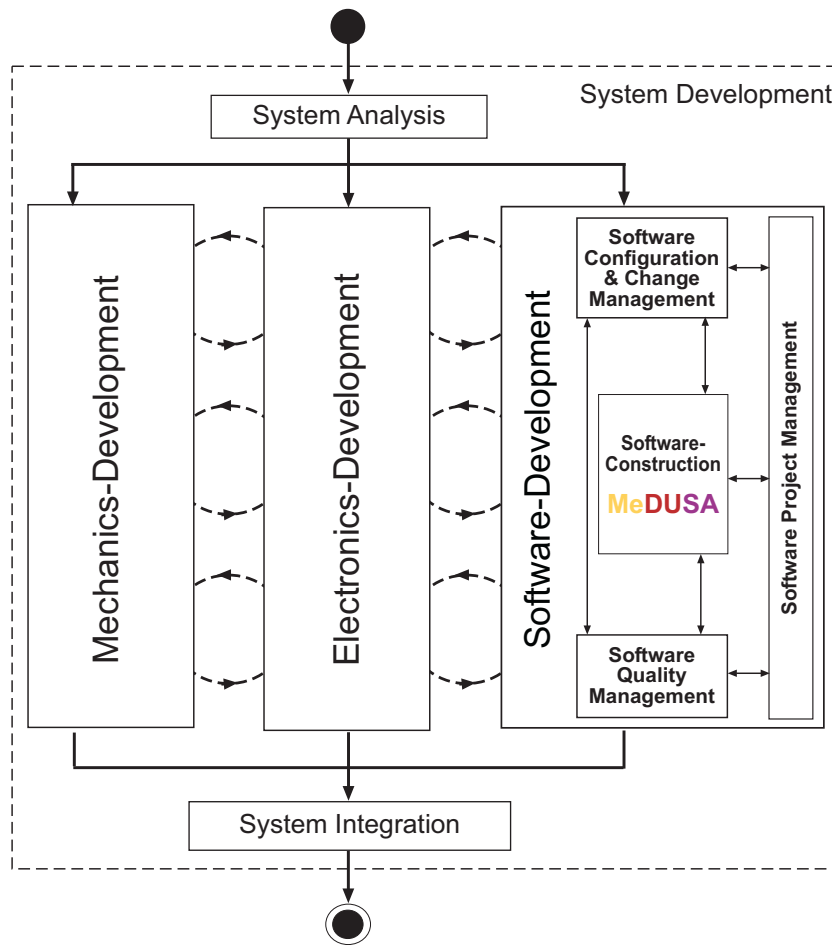 System Development
System Analysis
Mechanics-Development
Electronics-Development
Software-Development
Software
Configuration
& Change
Management
Software-
Construction
MeDUSA
Software
Quality
Management
Software Project Management
System Integration